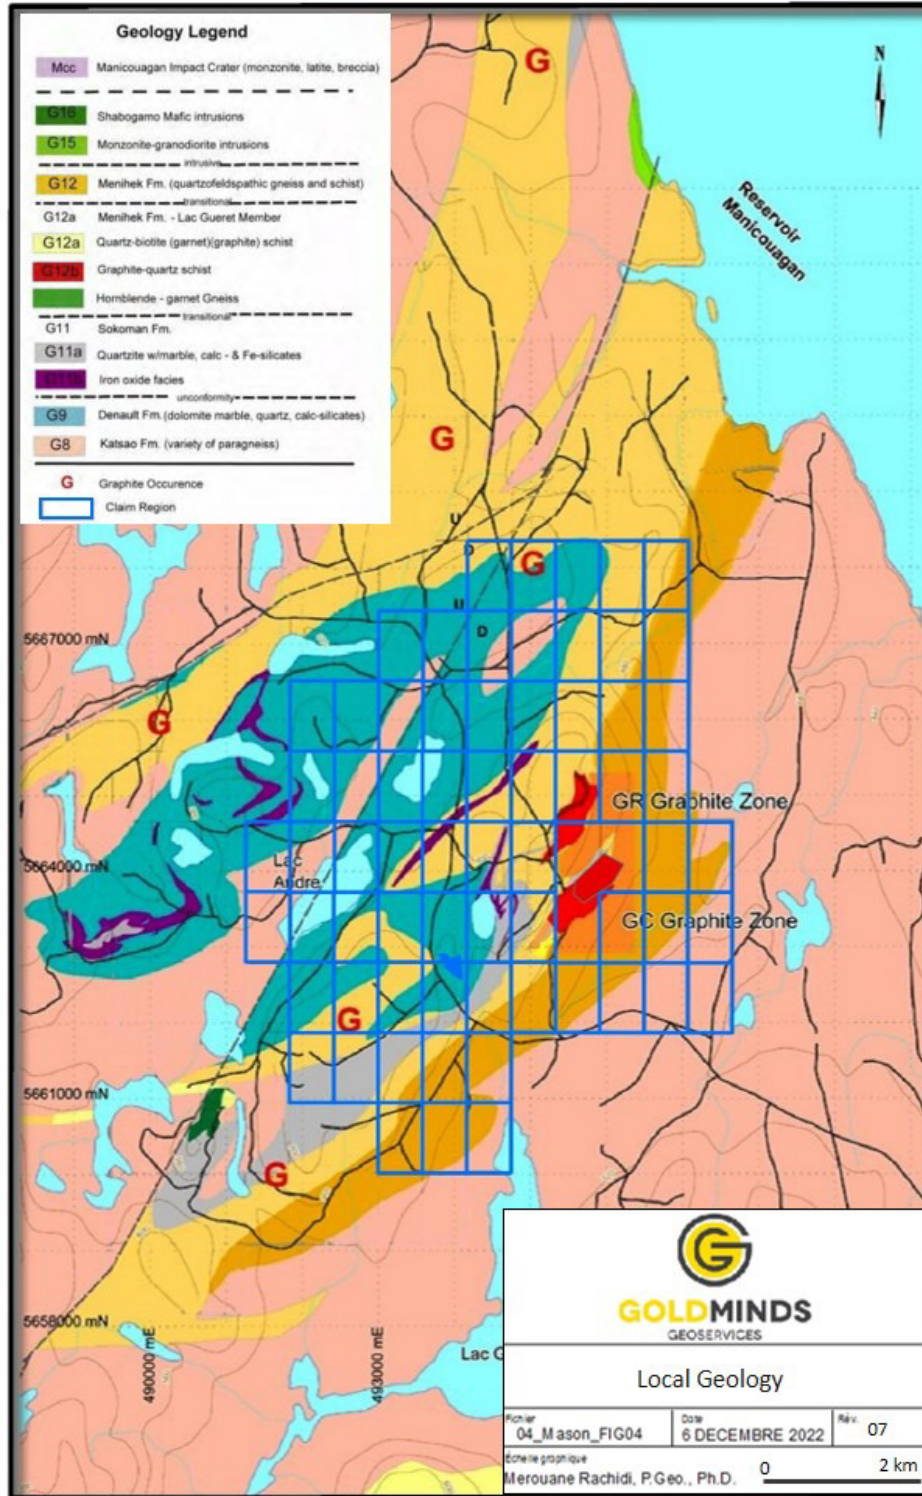 Geology Legend
Mcc Manicouagan Impact Crater (monzonite, latite, breccia)
G16 Shabogamo Mafic intrusions
G15 Monzonite-granodiorite intrusions
intrusive
G12 Menihek Fm. (quartzofeldspathic gneiss and schist)
transitional
G12a Menihek Fm. - Lac Gueret Member
G12a Quartz-biotite (garnet)(graphite) schist
G12b Graphite-quartz schist
Hornblende - garnet Gneiss
transitional
G11 Sokoman Fm.
G11a Quartzite w/marble, calc - & Fe-silicates
G11b Iron oxide facies
unconformity
G9 Denault Fm. (dolomite marble, quartz, calc-silicates)
G8 Katsao Fm. (variety of paragneiss)
G Graphite Occurence
Claim Region
N
G
Reservoir
Manicouagan
G
U
D
G
U
D
5667000 mN
G
GR Graphite Zone
5664000 mN
Lac
Andre
GC Graphite Zone
G
5661000 mN
G
5658000 mN
490000 mE
493000 mE
Lac G
G
GOLDMINDS
GEOSERVICES
Local Geology
Fichier
04_Mason_FIG04
Date
6 DECEMBRE 2022
Rév.
07
Échelle graphique
Merouane Rachidi, P.Geo., Ph.D.
0 2 km